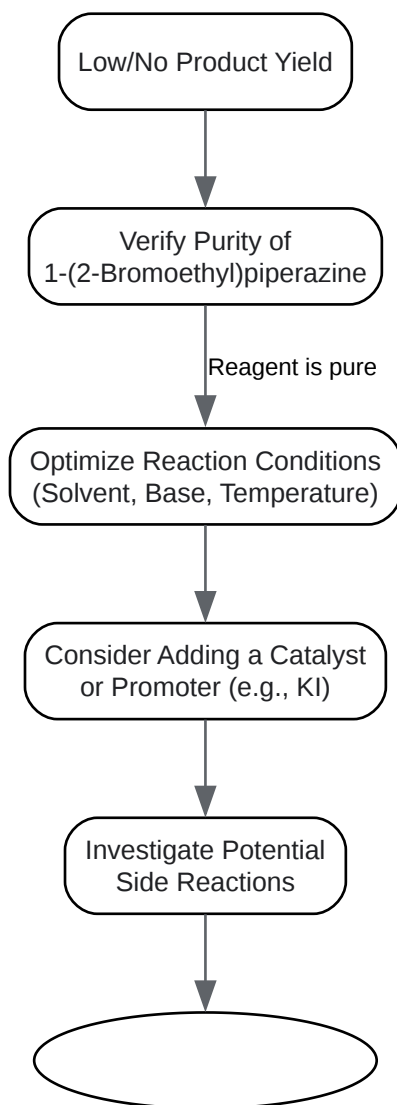 Low/No Product Yield
Verify Purity of
1-(2-Bromoethyl)piperazine
Reagent is pure
Optimize Reaction Conditions
(Solvent, Base, Temperature)
Consider Adding a Catalyst
or Promoter (e.g., KI)
Investigate Potential
Side Reactions